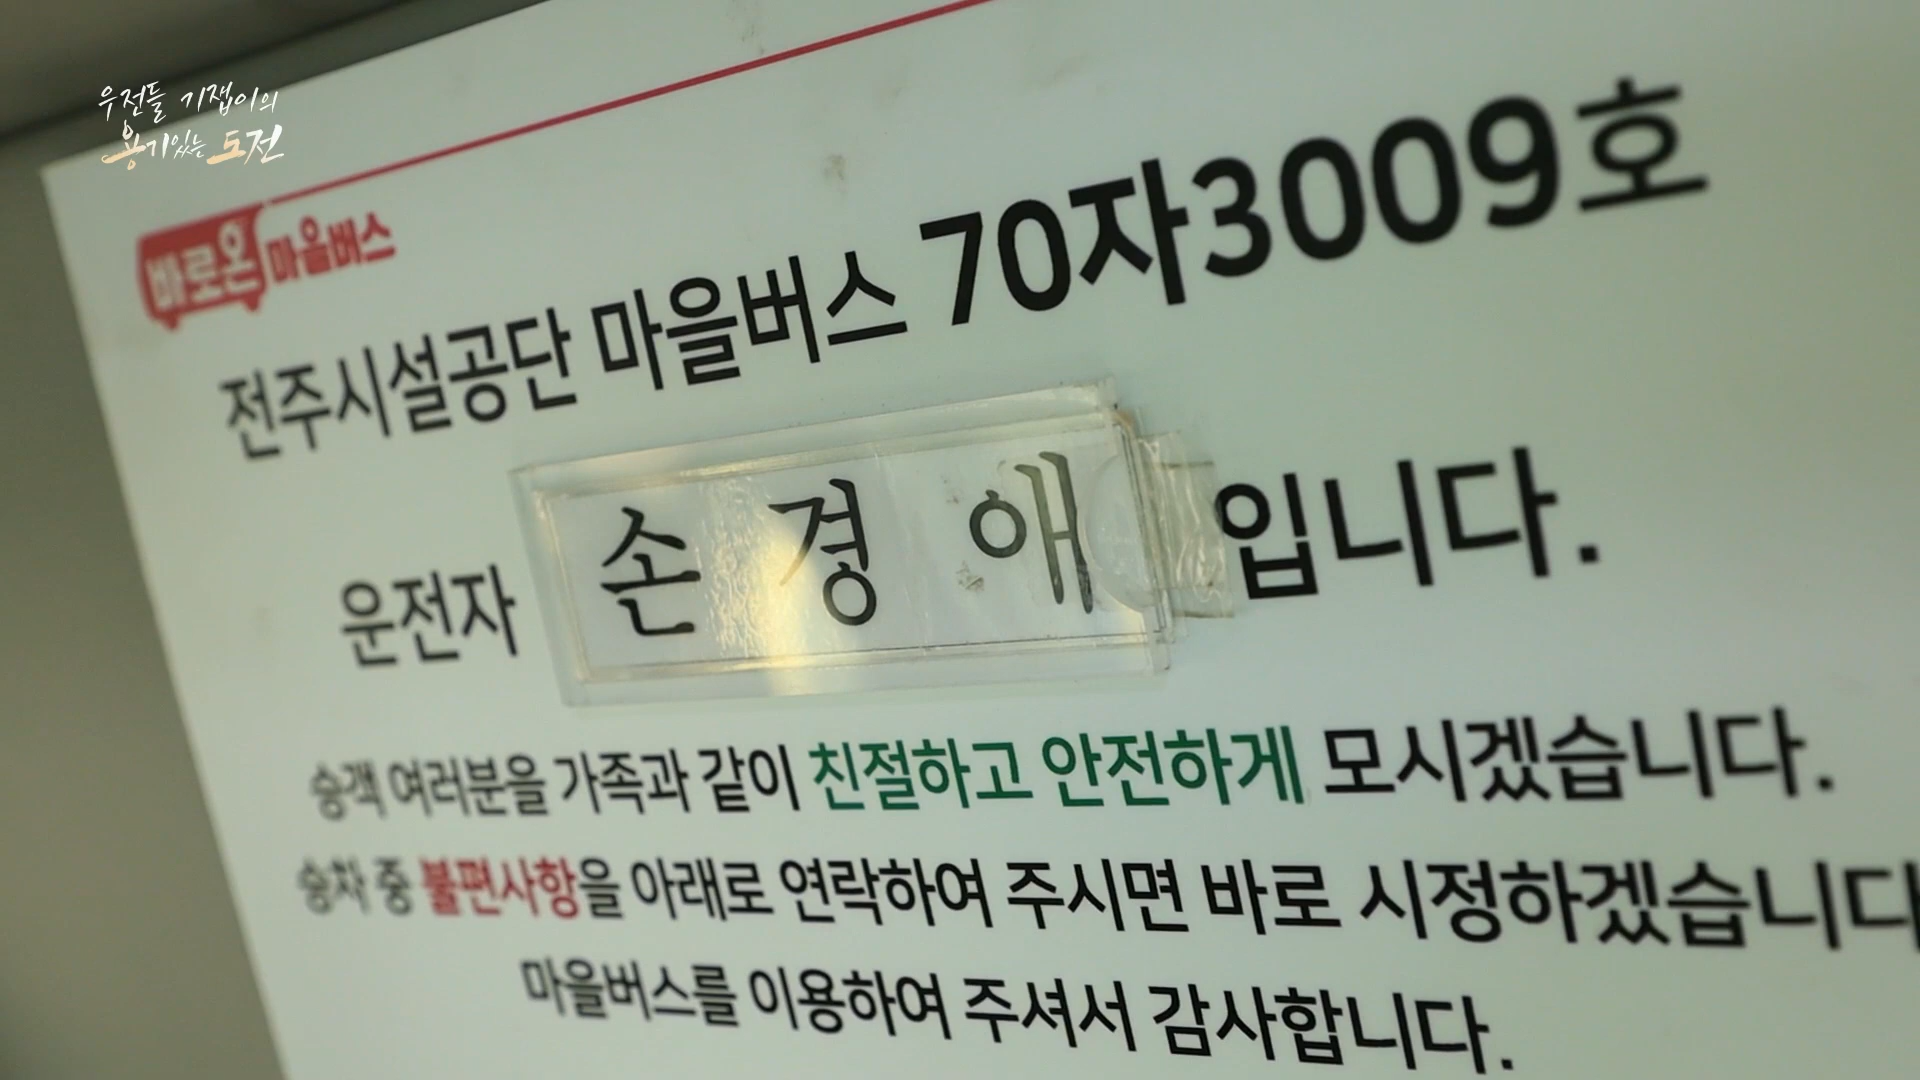 우전들 기접이의
용기있는 도전
바로온 마을버스
전주시설공단 마을버스 70자3009호
운전자 손경애 입니다.
승객 여러분을 가족과 같이 친절하고 안전하게 모시겠습니다.
승차 중 불편사항을 아래로 연락하여 주시면 바로 시정하겠습니다
마을버스를 이용하여 주셔서 감사합니다.